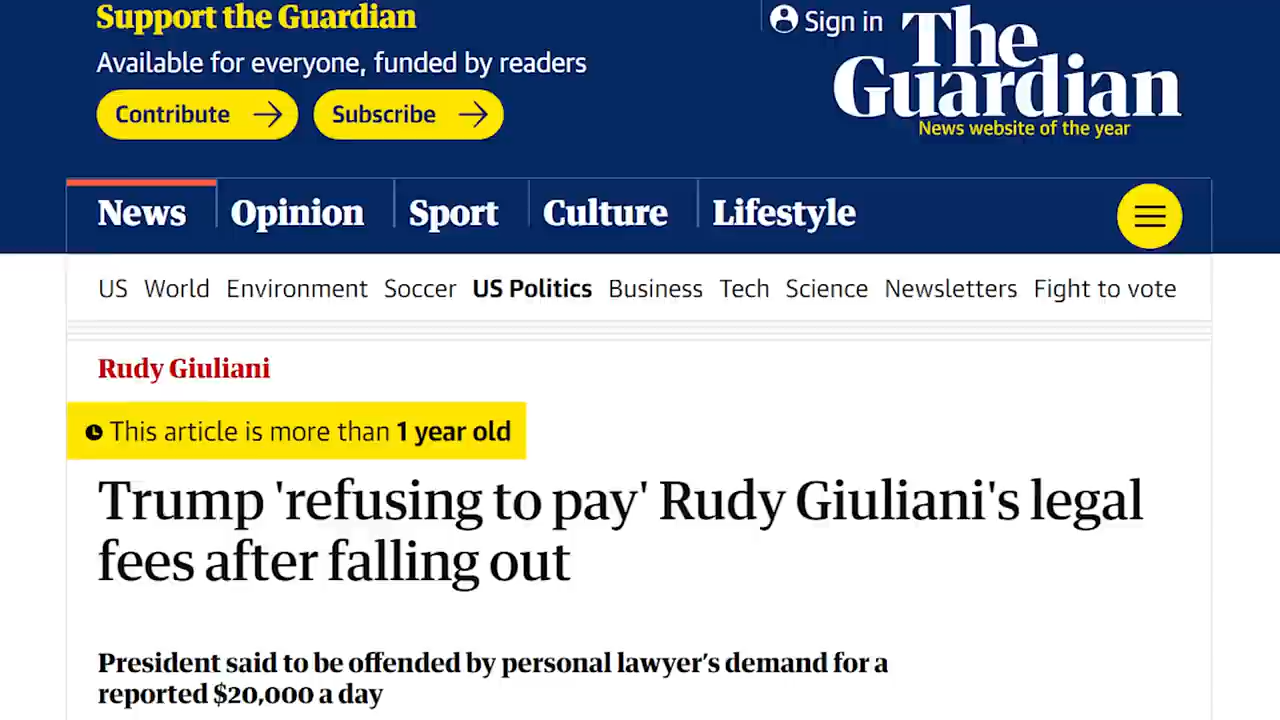 Support the Guardian
Available for everyone, funded by readers
Contribute
Subscribe
Sign in
The
Guardian
News website of the year
News
Opinion
Sport
Culture
Lifestyle
US World Environment Soccer US Politics Business Tech Science Newsletters Fight to vote
Rudy Giuliani
This article is more than 1 year old
Trump 'refusing to pay' Rudy Giuliani's legal
fees after falling out
President said to be offended by personal lawyer's demand for a
reported $20,000 a day